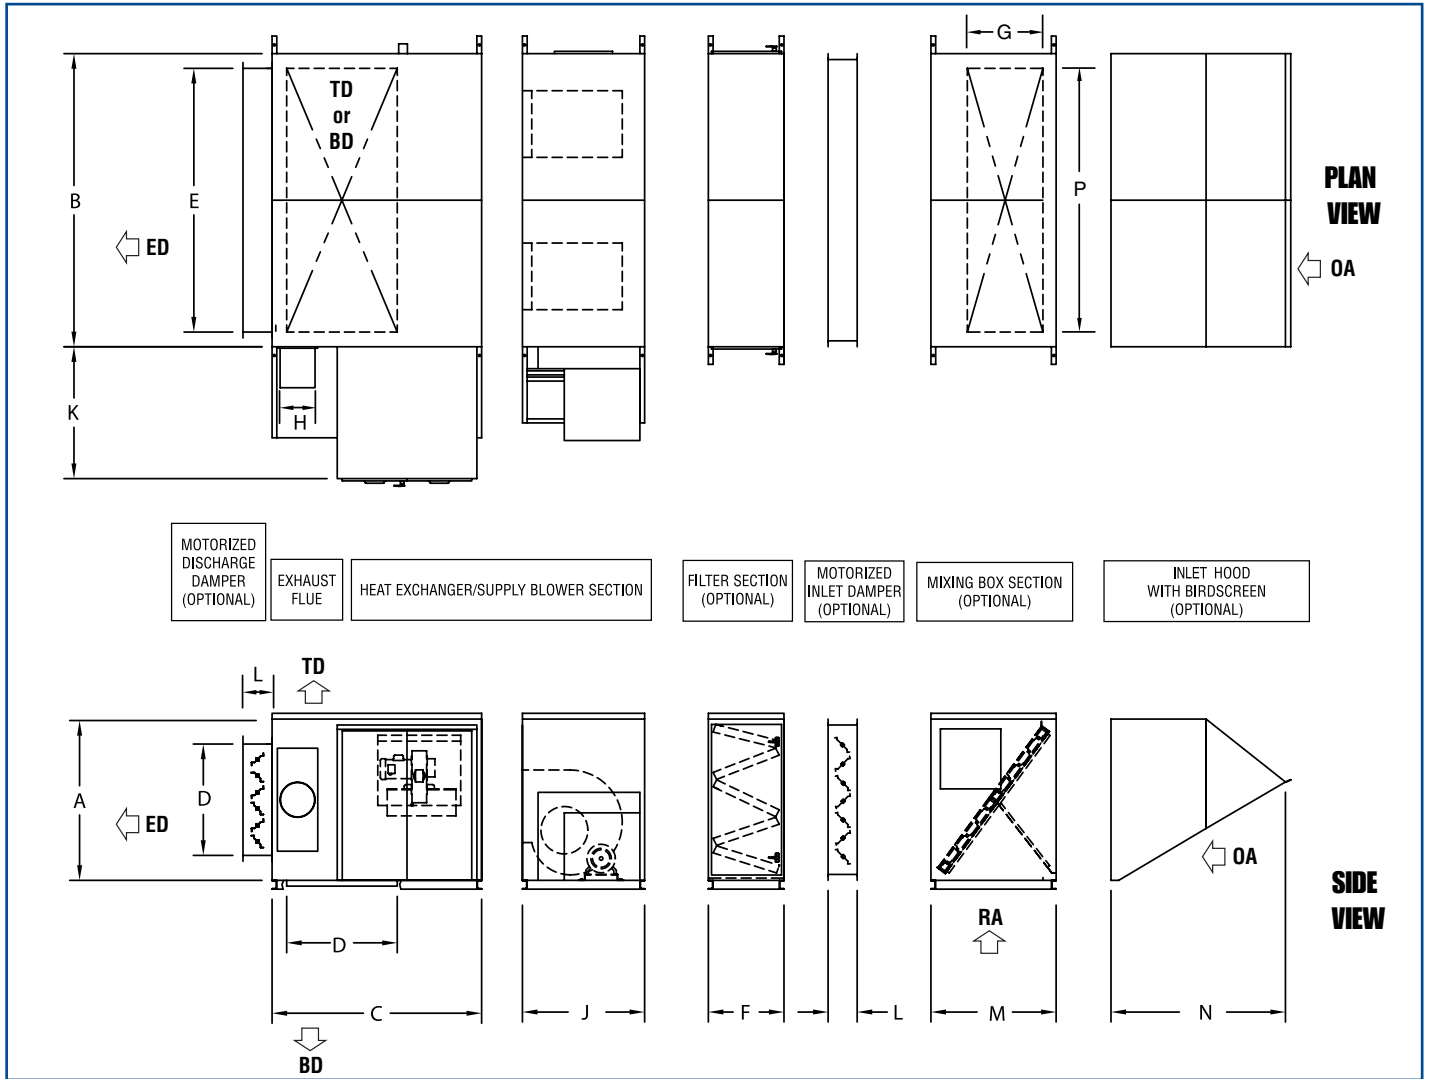 G
TD
or
BD
B
E
P
PLAN
VIEW
ED
OA
K
H
MOTORIZED
DISCHARGE
DAMPER
(OPTIONAL)
EXHAUST
FLUE
HEAT EXCHANGER/SUPPLY BLOWER SECTION
FILTER SECTION
(OPTIONAL)
MOTORIZED
INLET DAMPER
(OPTIONAL)
MIXING BOX SECTION
(OPTIONAL)
INLET HOOD
WITH BIRDSCREEN
(OPTIONAL)
L
TD
A
D
ED
OA
SIDE
VIEW
RA
D
C
J
F
L
M
N
BD